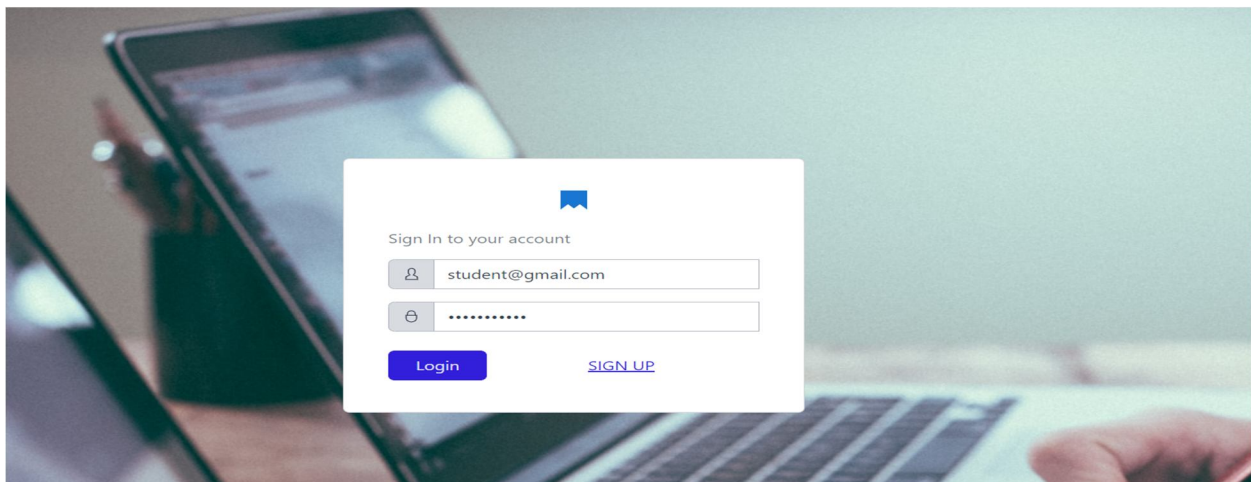 Sign In to your account
student@gmail.com
•••••••••••
Login SIGN UP